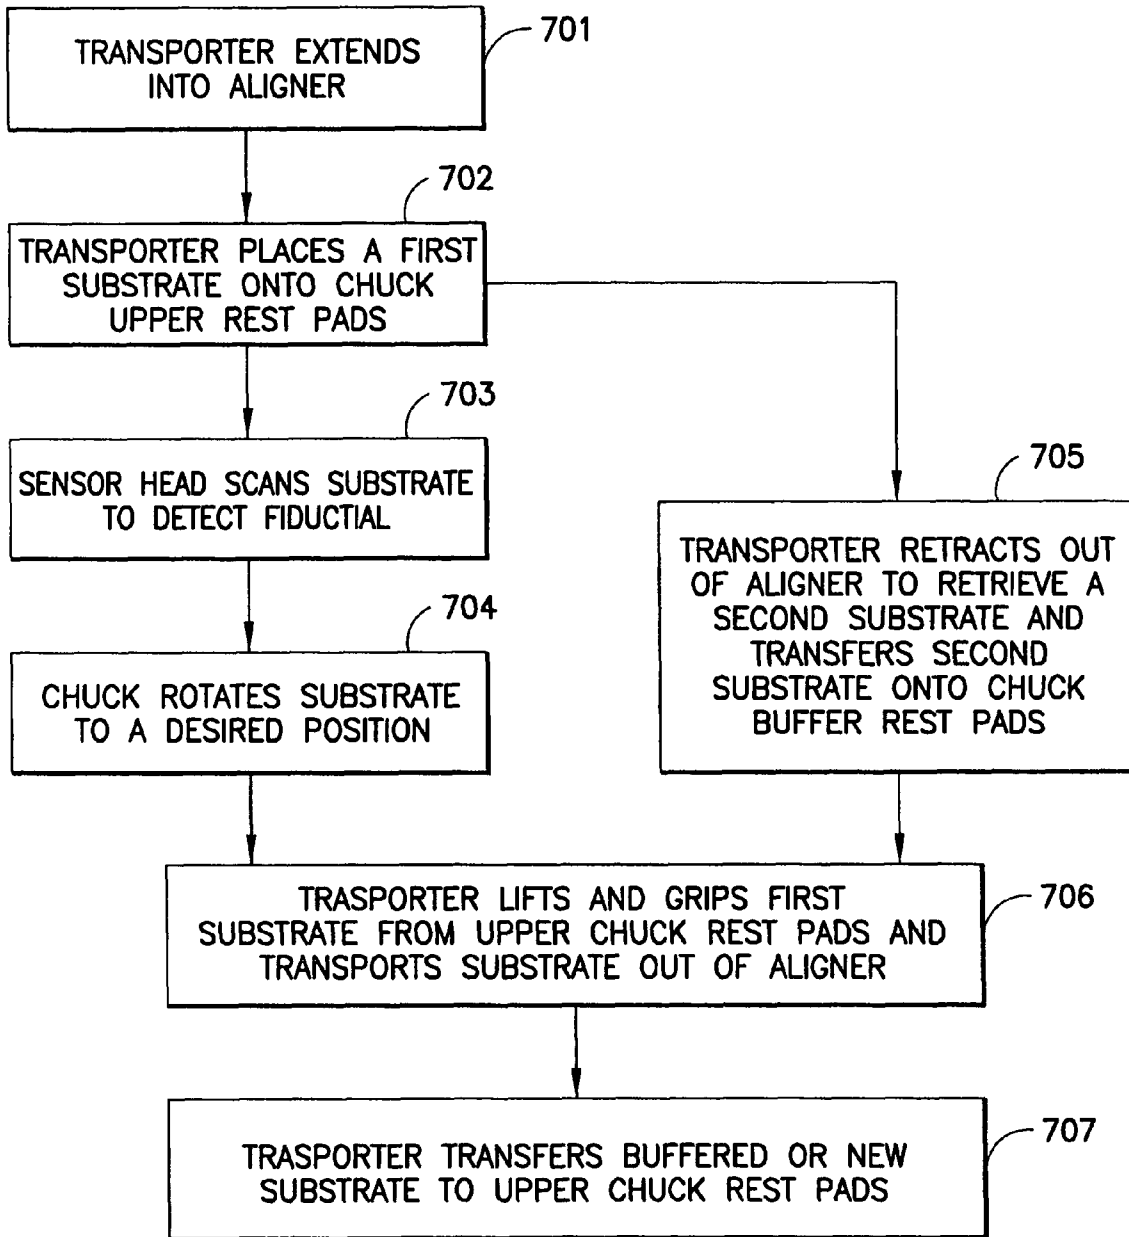 701
TRANSPORTER EXTENDS
INTO ALIGNER
702
TRANSPORTER PLACES A FIRST
SUBSTRATE ONTO CHUCK
UPPER REST PADS
703
SENSOR HEAD SCANS SUBSTRATE
TO DETECT FIDUCTIAL
704
CHUCK ROTATES SUBSTRATE
TO A DESIRED POSITION
705
TRANSPORTER RETRACTS OUT
OF ALIGNER TO RETRIEVE A
SECOND SUBSTRATE AND
TRANSFERS SECOND
SUBSTRATE ONTO CHUCK
BUFFER REST PADS
706
TRASPORTER LIFTS AND GRIPS FIRST
SUBSTRATE FROM UPPER CHUCK REST PADS AND
TRANSPORTS SUBSTRATE OUT OF ALIGNER
707
TRASPORTER TRANSFERS BUFFERED OR NEW
SUBSTRATE TO UPPER CHUCK REST PADS